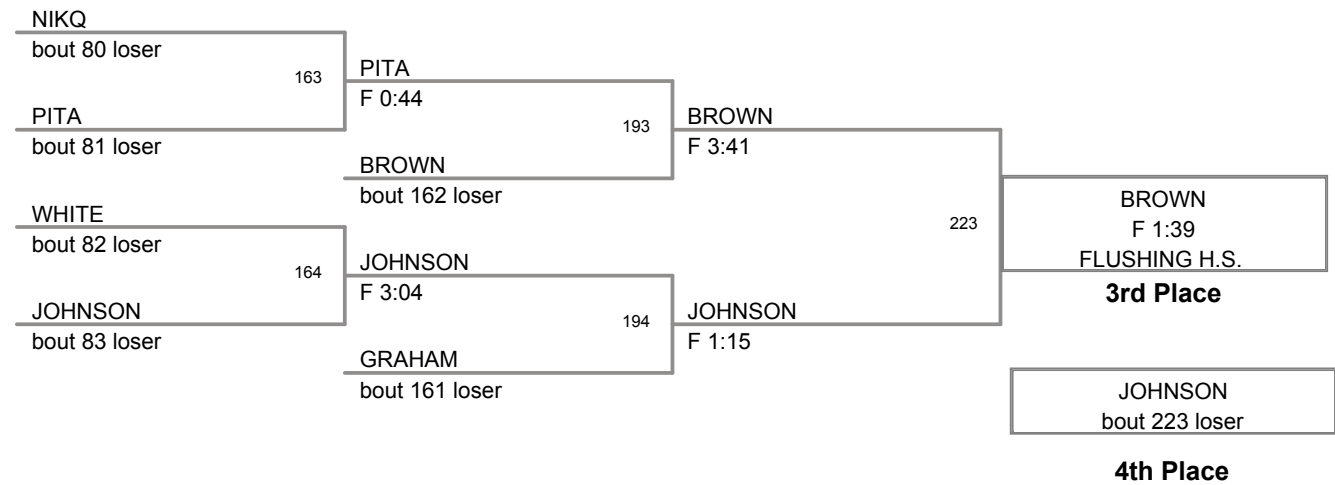 NIKQ
bout 80 loser
163
PITA
F 0:44
PITA
bout 81 loser
193
BROWN
F 3:41
BROWN
bout 162 loser
WHITE
bout 82 loser
164
JOHNSON
F 3:04
JOHNSON
bout 83 loser
194
JOHNSON
F 1:15
GRAHAM
bout 161 loser
223
BROWN
F 1:39
FLUSHING H.S.
3rd Place
JOHNSON
bout 223 loser
4th Place